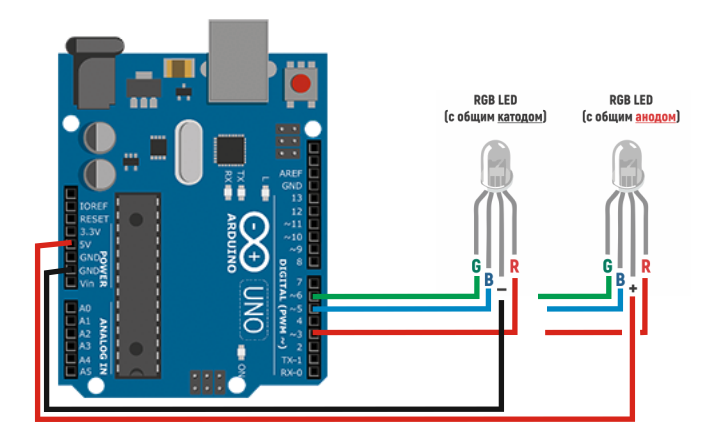 RGB LED
(с общим катодом)
RGB LED
(с общим анодом)
G
B
–
R
G
B
+
R
RX
TX
L
AREF
GND
13
12
~11
~10
~9
8
7
~6
~5
4
~3
2
TX-1
RX-0
DIGITAL (PWM ~)
ARDUINO
UNO
ON
IOREF
RESET
3.3V
5V
GND
GND
Vin
POWER
A0
A1
A2
A3
A4
A5
ANALOG IN